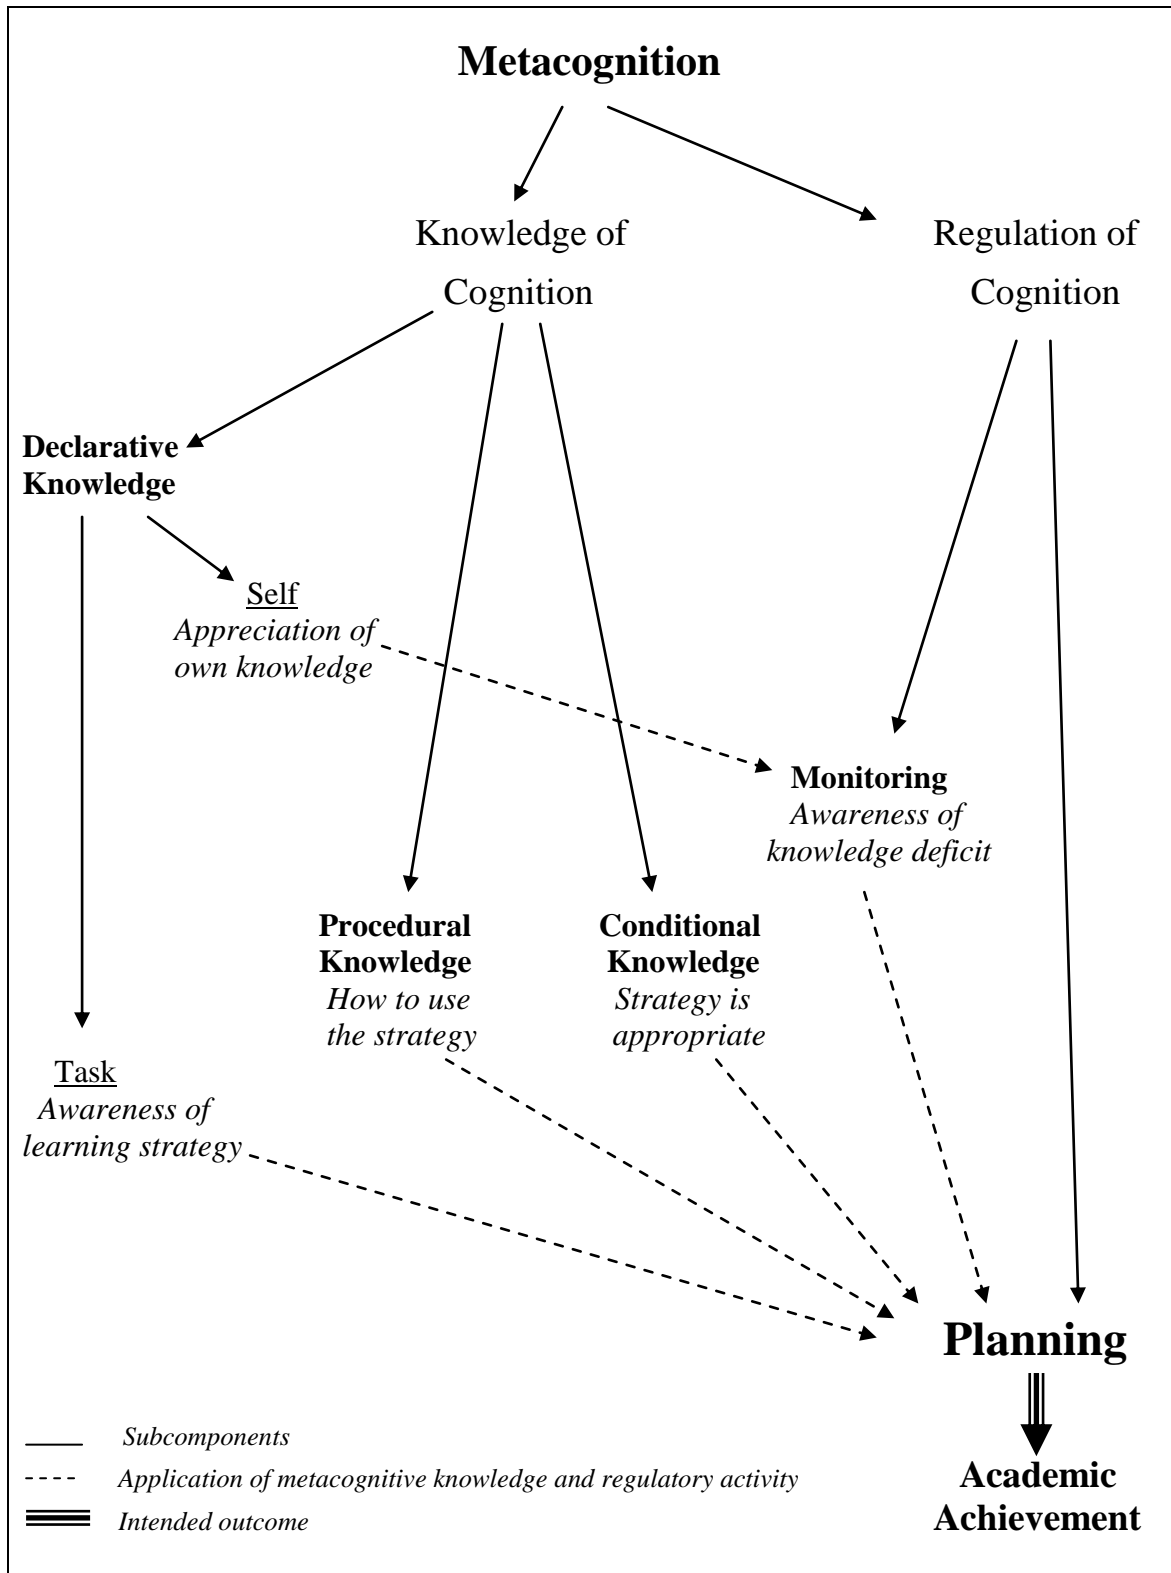 Metacognition
Knowledge of
Cognition
Regulation of
Cognition
Declarative
Knowledge
Self
Appreciation of
own knowledge
Monitoring
Awareness of
knowledge deficit
Procedural
Knowledge
How to use
the strategy
Conditional
Knowledge
Strategy is
appropriate
Task
Awareness of
learning strategy
Planning
Academic
Achievement
Subcomponents
Application of metacognitive knowledge and regulatory activity
Intended outcome